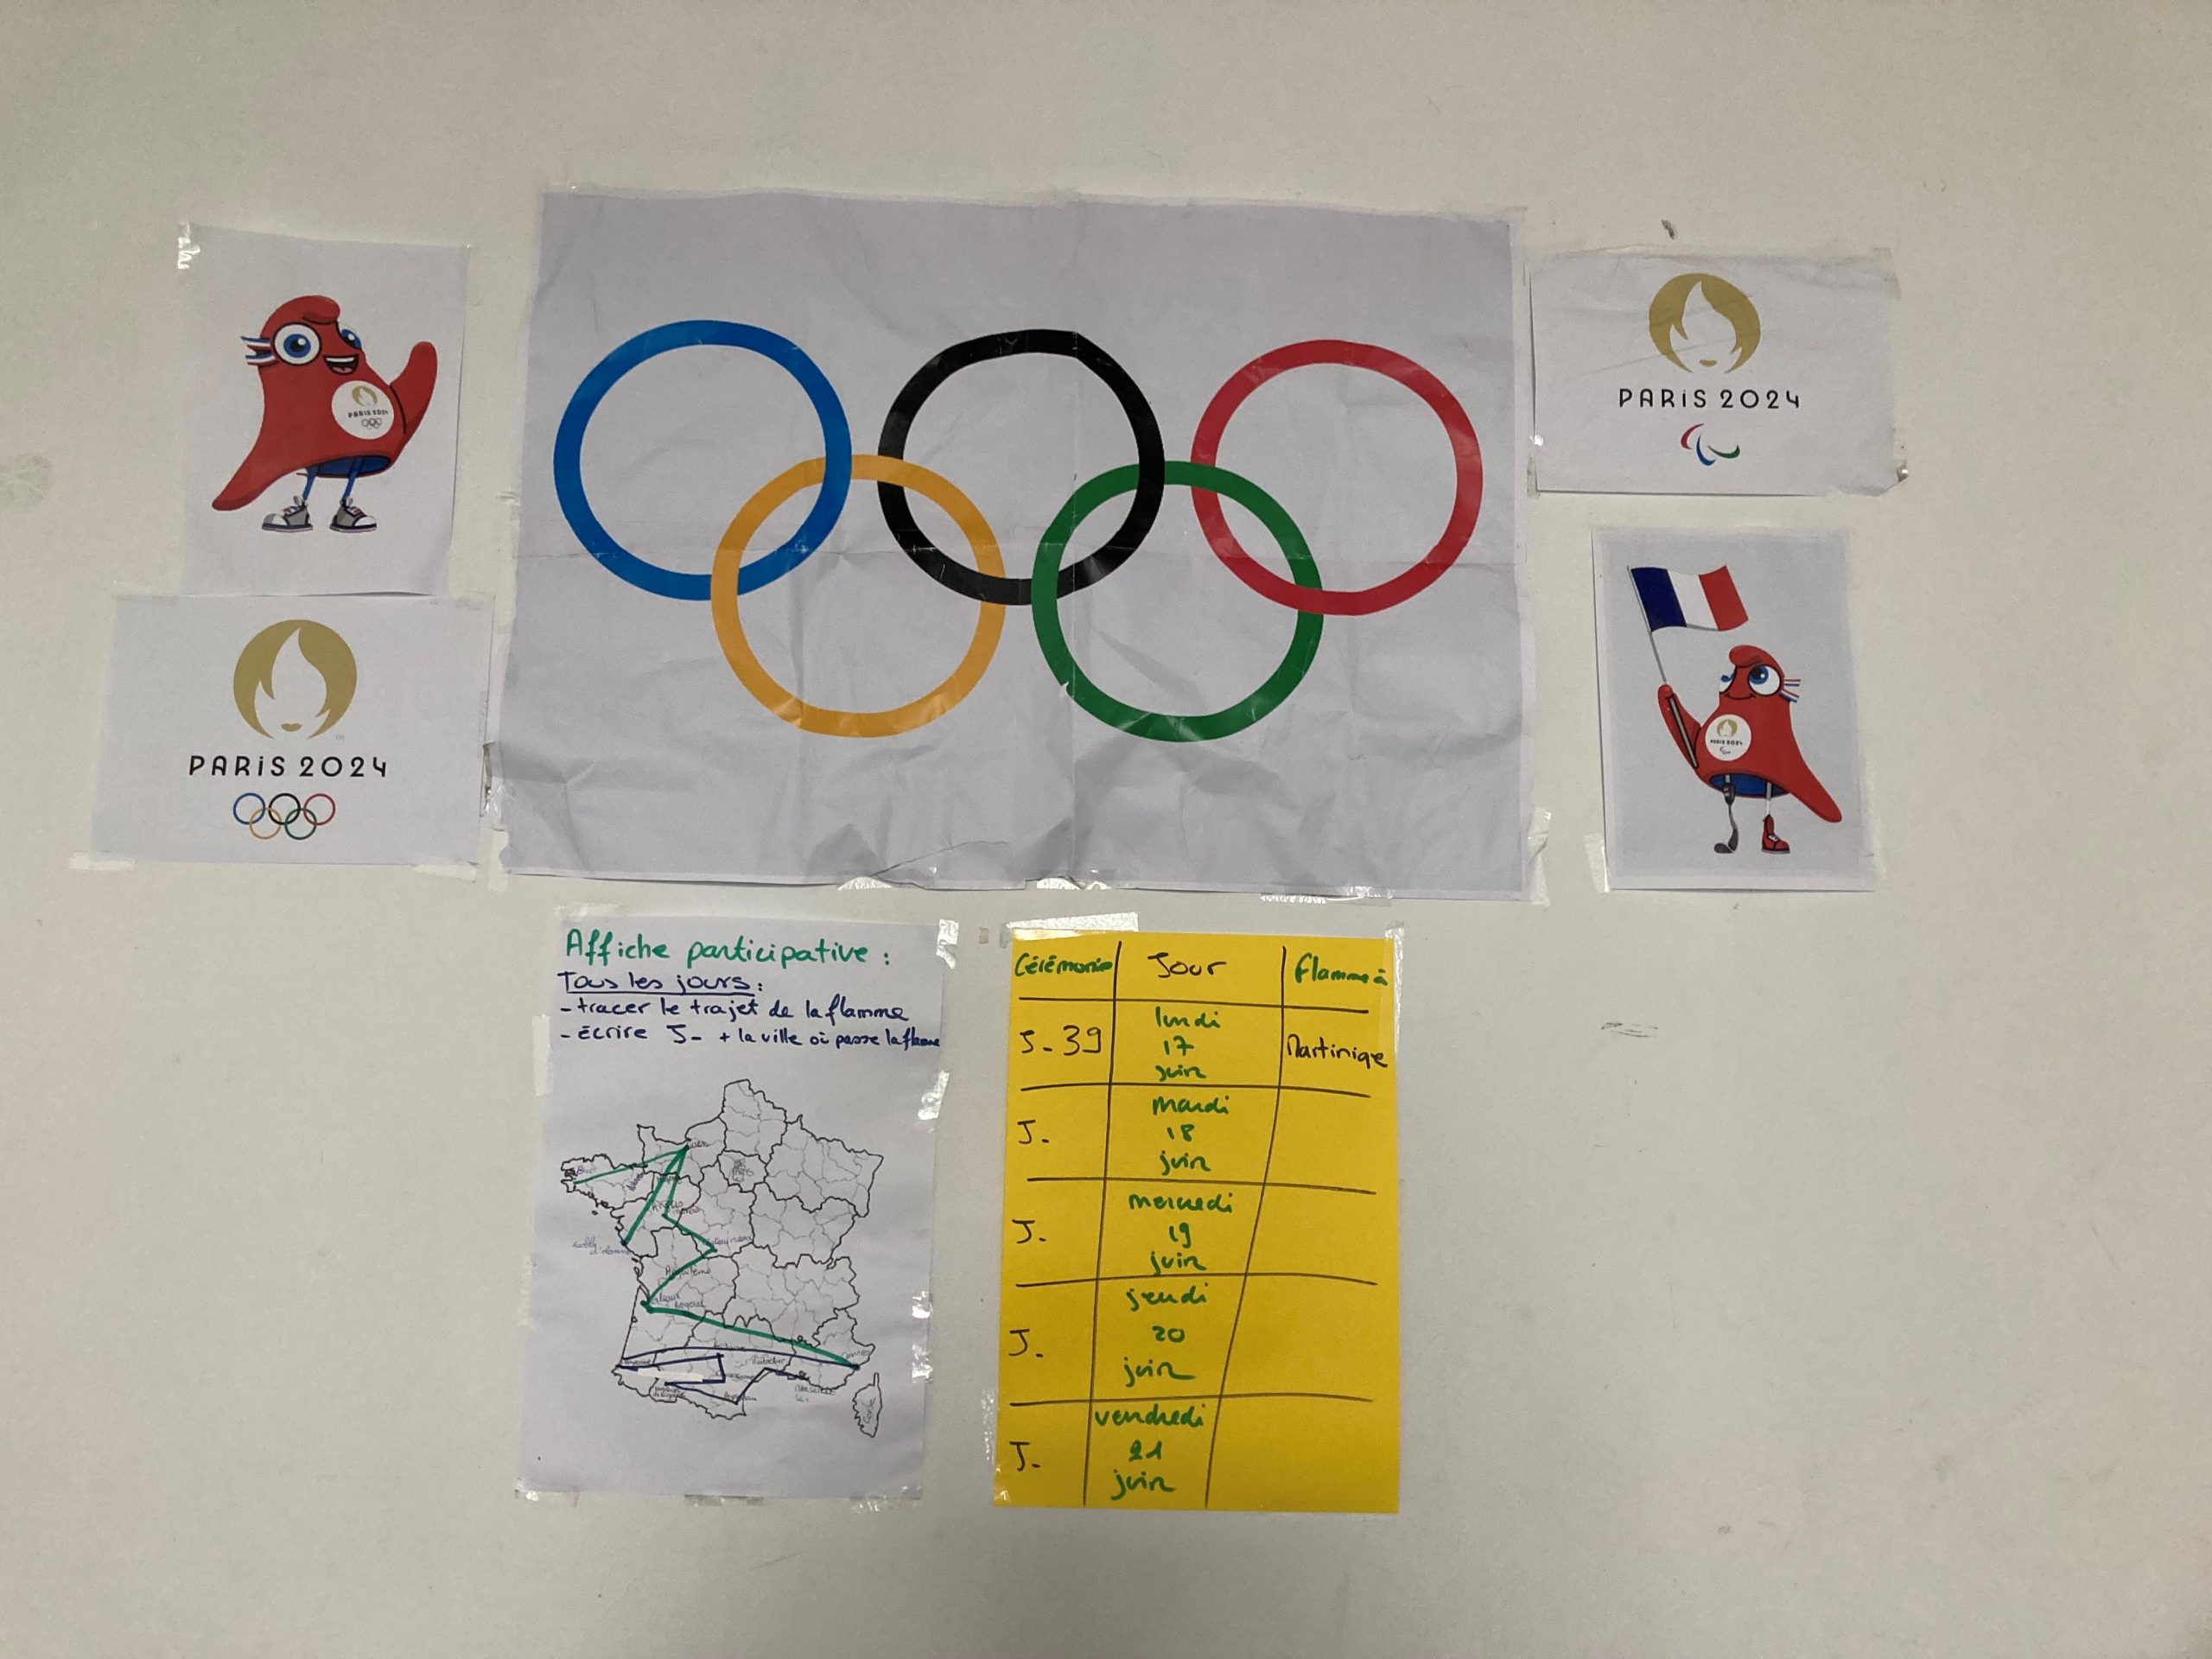 PARIS 2024
PARIS 2024
PARIS 2024
PARIS 2024
Affiche participative :
Tous les jours :
- tracer le trajet de la flamme
- écrire J- + la ville où passe la flamme
Cérémonie Jour Flamme à
J-39 lundi 17 juin Martinique
J- mardi 18 juin
J- mercredi 19 juin
J- jeudi 20 juin
J- vendredi 21 juin